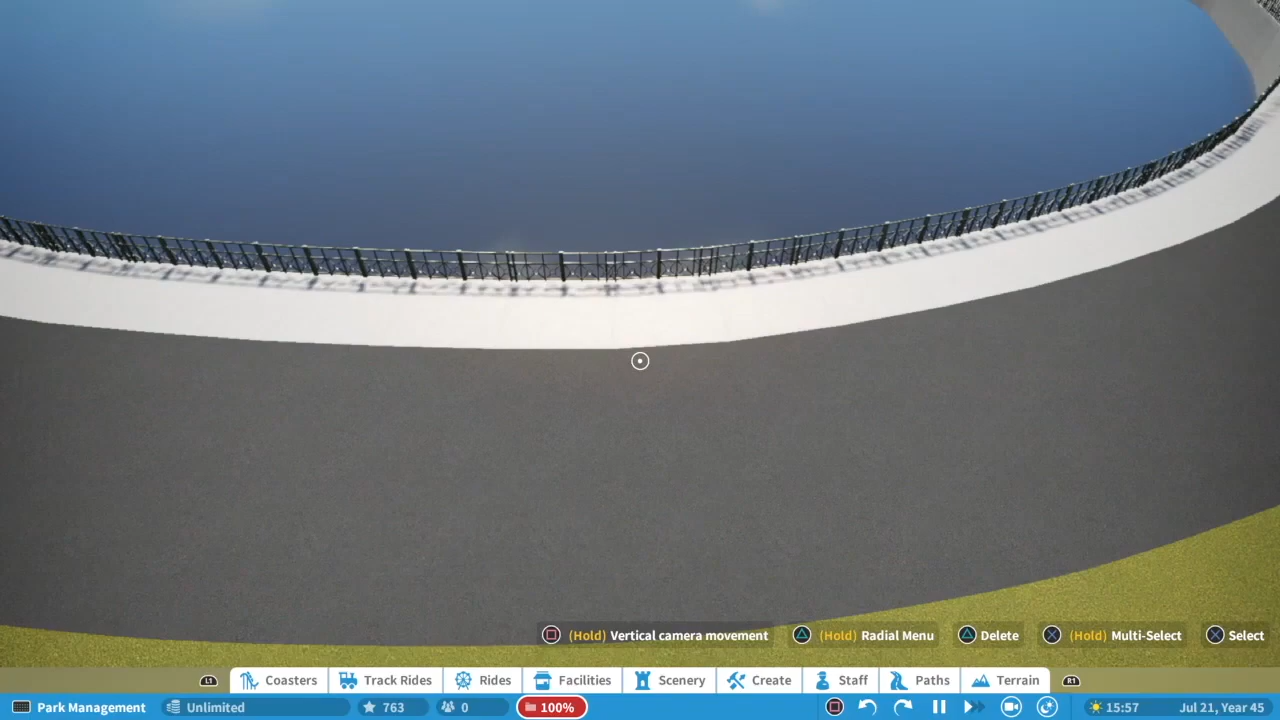 (Hold) Vertical camera movement (Hold) Radial Menu Delete (Hold) Multi-Select Select
L1 Coasters Track Rides Rides Facilities Scenery Create Staff Paths Terrain R1
Park Management Unlimited 763 0 100% 15:57 Jul 21, Year 45